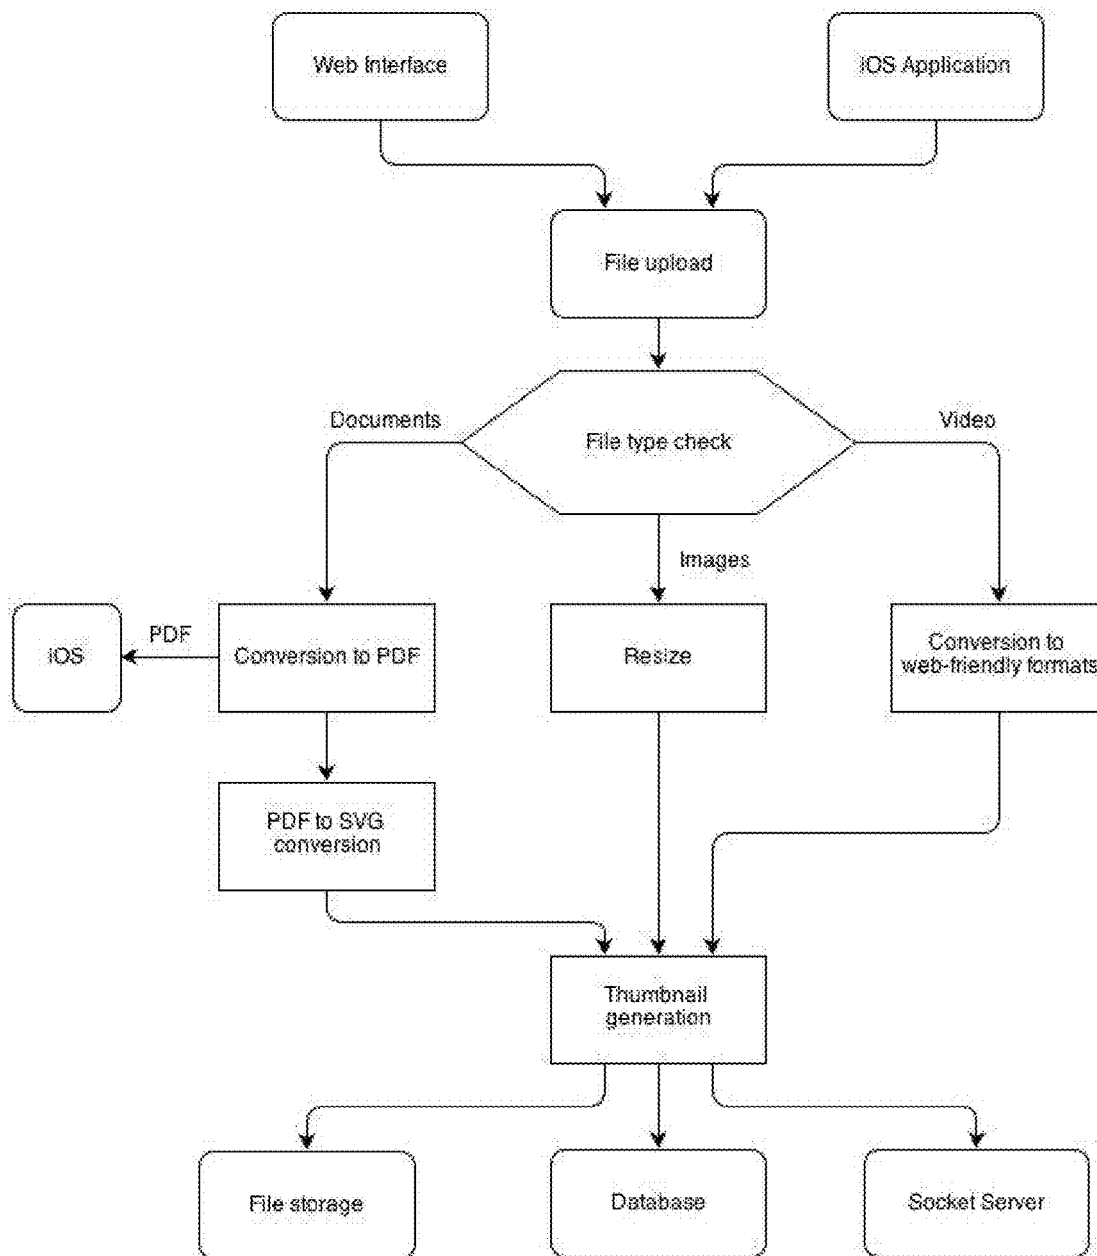 Web Interface
iOS Application
File upload
Documents
File type check
Video
Images
iOS
PDF
Conversion to PDF
Resize
Conversion to
web-friendly formats
PDF to SVG
conversion
Thumbnail
generation
File storage
Database
Socket Server